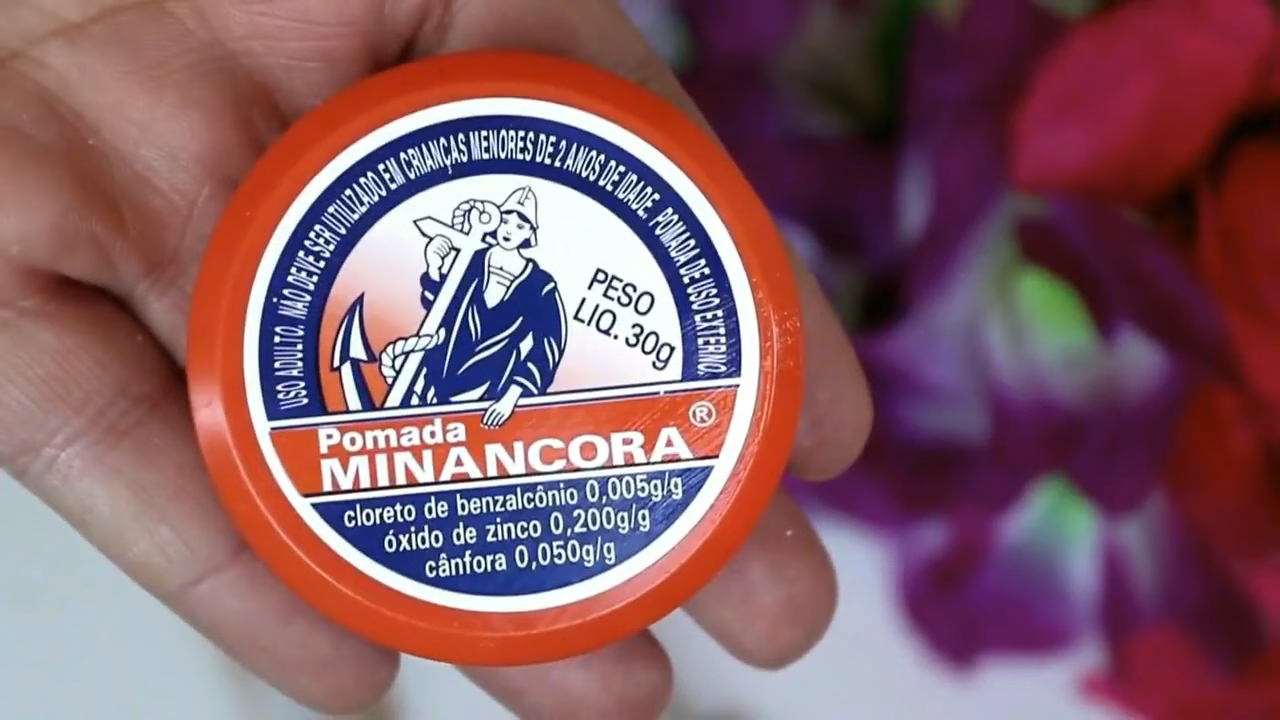 USO ADULTO. NÃO DEVE SER UTILIZADO EM CRIANÇAS MENORES DE 2 ANOS DE IDADE. POMADA DE USO EXTERNO.
PESO
LIQ. 30g
Pomada
MINANCORA®
cloreto de benzalcônio 0,005g/g
óxido de zinco 0,200g/g
cânfora 0,050g/g